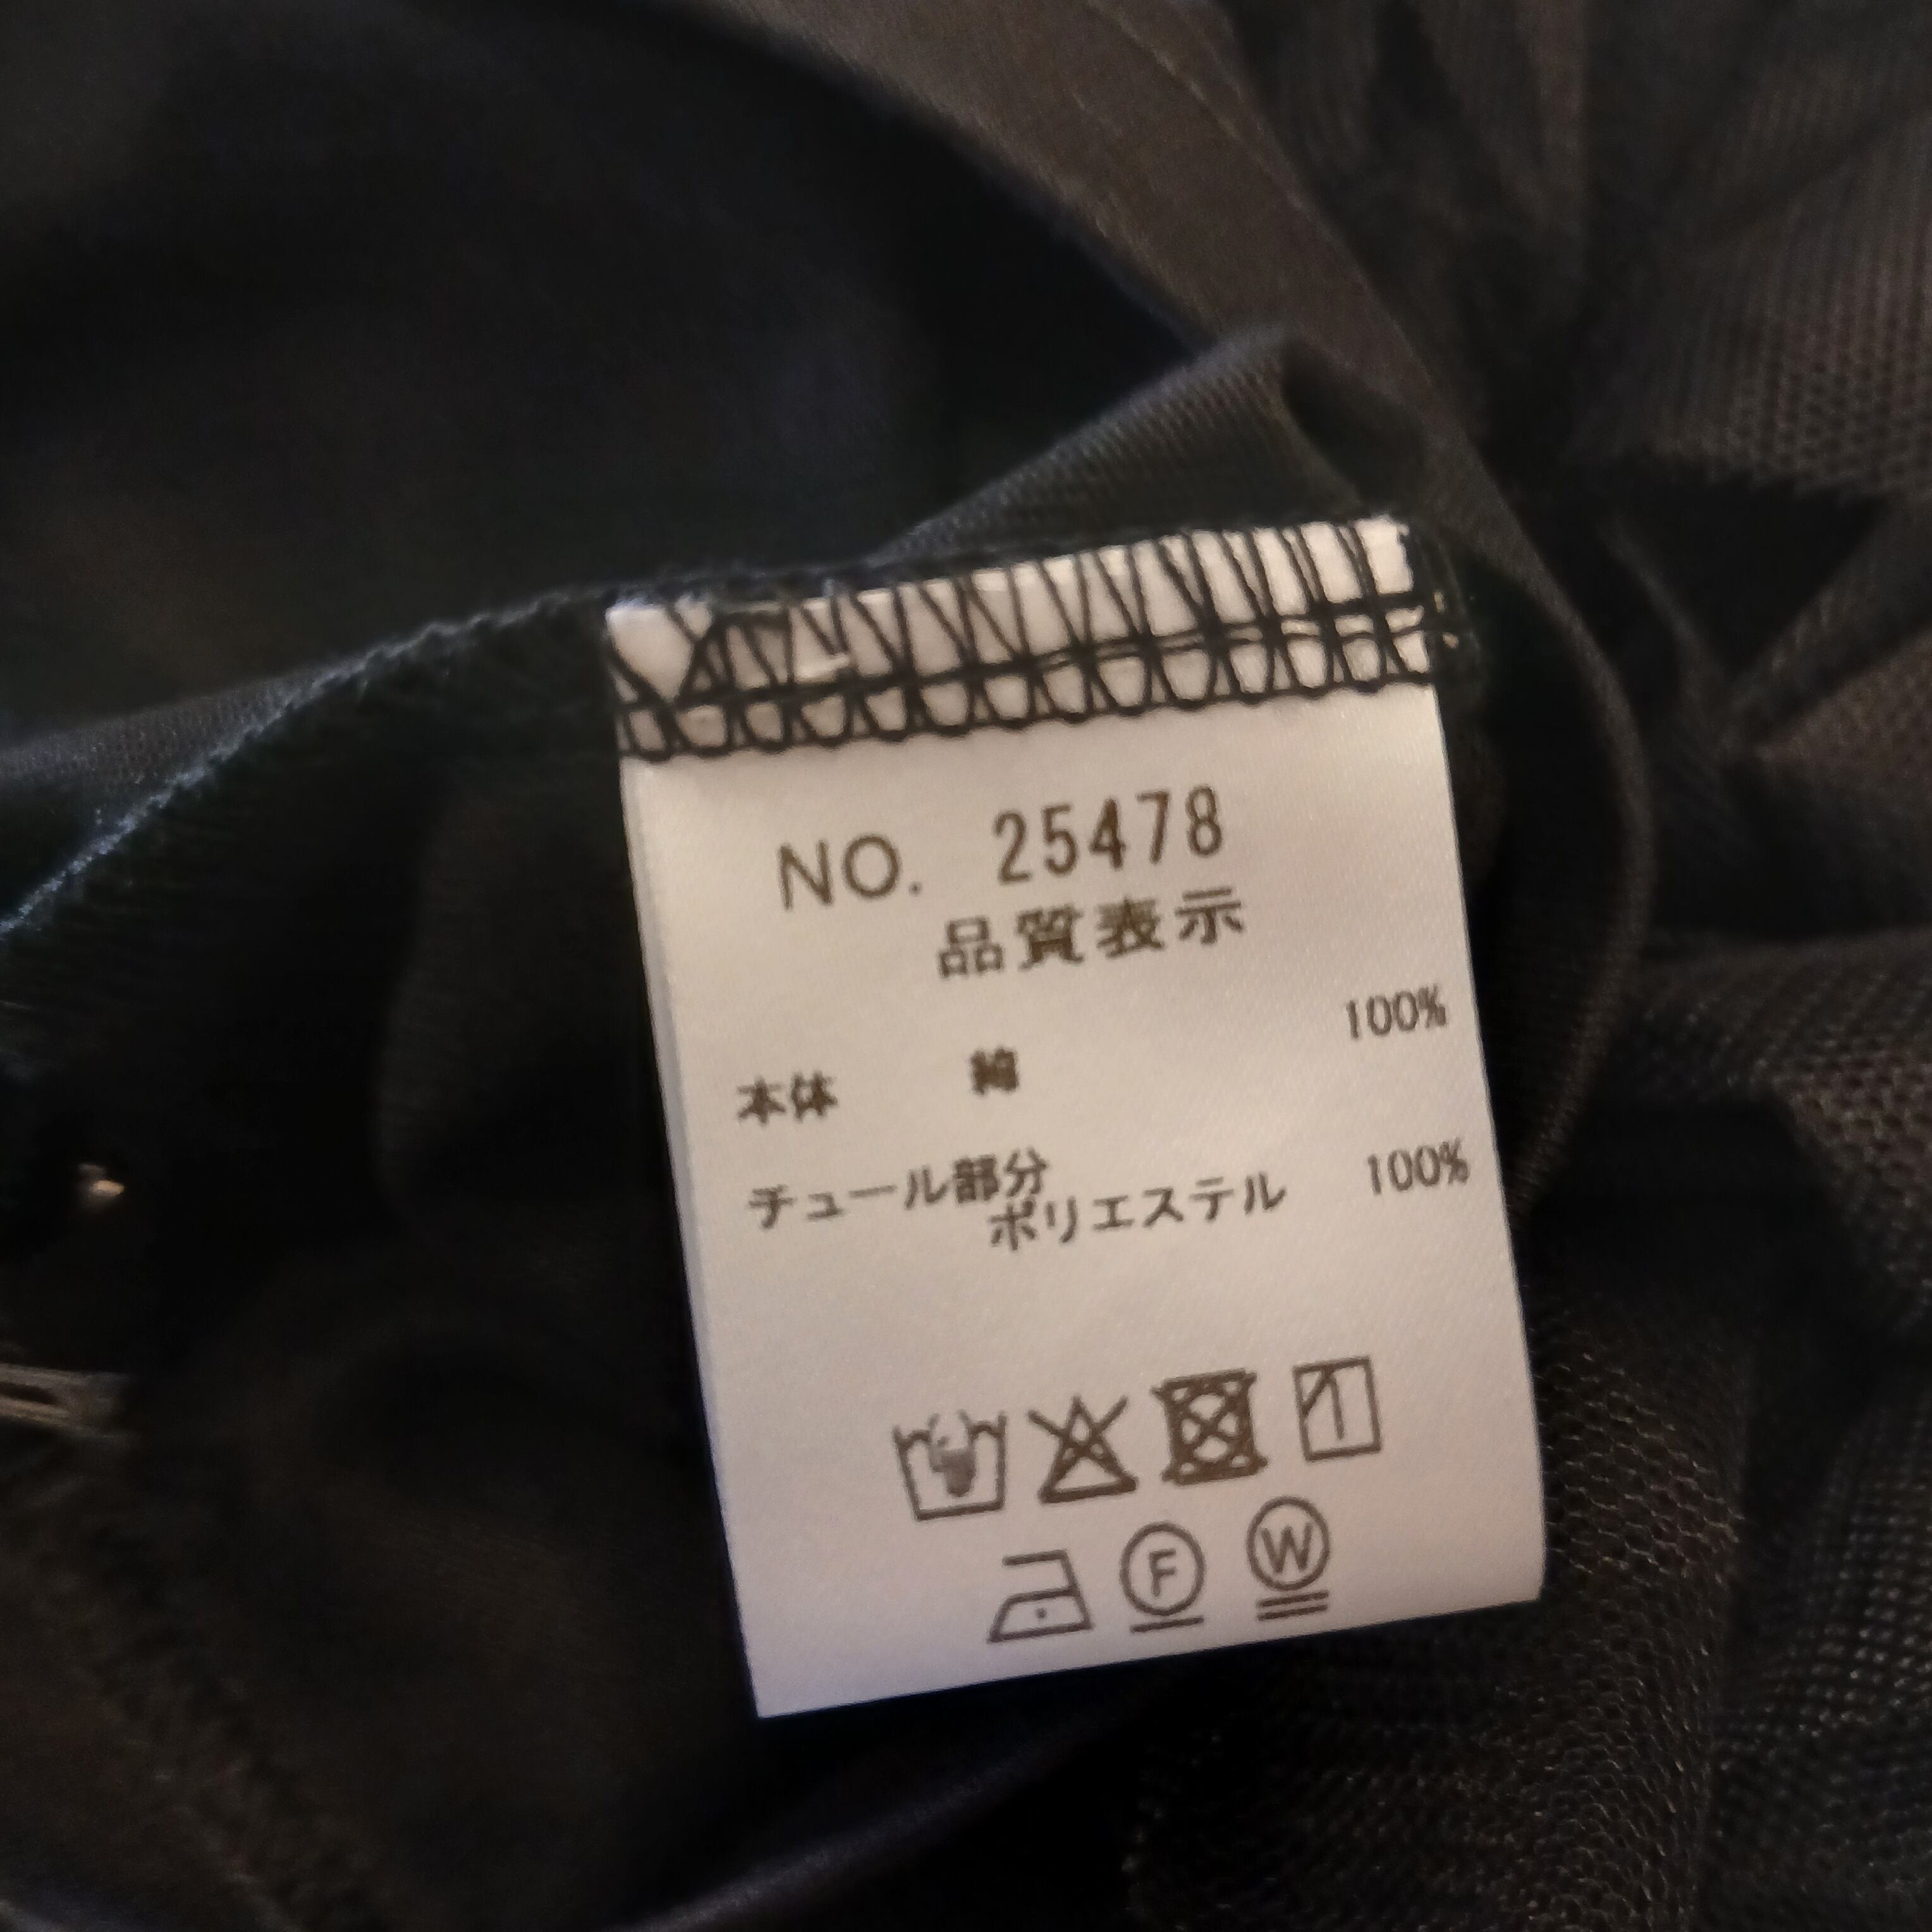 NO. 25478
品質表示
本体 綿 100%
チュール部分
ポリエステル 100%
F W